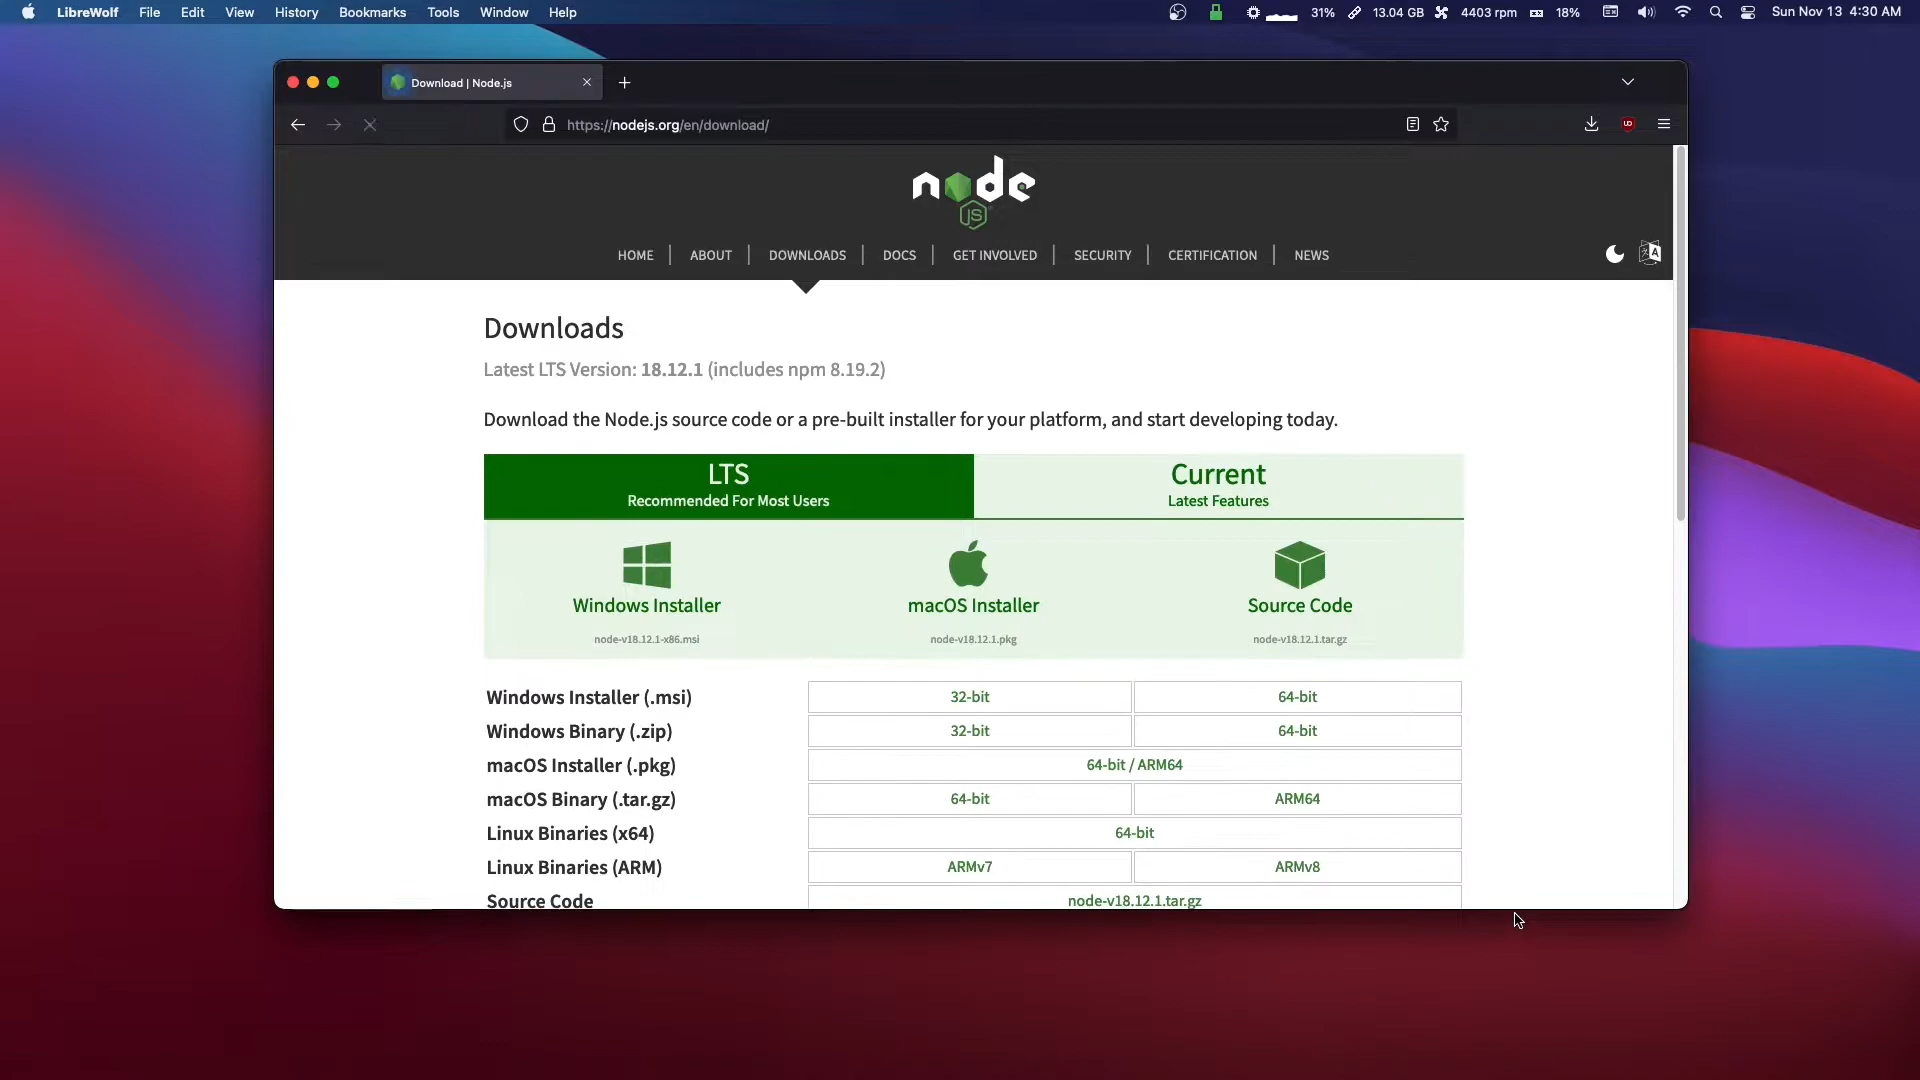 LibreWolf File Edit View History Bookmarks Tools Window Help 31% 13.04 GB 4403 rpm 18% Sun Nov 13 4:30 AM
Download | Node.js
https://nodejs.org/en/download/
node
JS
HOME ABOUT DOWNLOADS DOCS GET INVOLVED SECURITY CERTIFICATION NEWS
Downloads
Latest LTS Version: 18.12.1 (includes npm 8.19.2)
Download the Node.js source code or a pre-built installer for your platform, and start developing today.
LTS Current
Recommended For Most Users Latest Features
Windows Installer macOS Installer Source Code
node-v18.12.1-x86.msi node-v18.12.1.pkg node-v18.12.1.tar.gz
Windows Installer (.msi) 32-bit 64-bit
Windows Binary (.zip) 32-bit 64-bit
macOS Installer (.pkg) 64-bit / ARM64
macOS Binary (.tar.gz) 64-bit ARM64
Linux Binaries (x64) 64-bit
Linux Binaries (ARM) ARMv7 ARMv8
Source Code node-v18.12.1.tar.gz